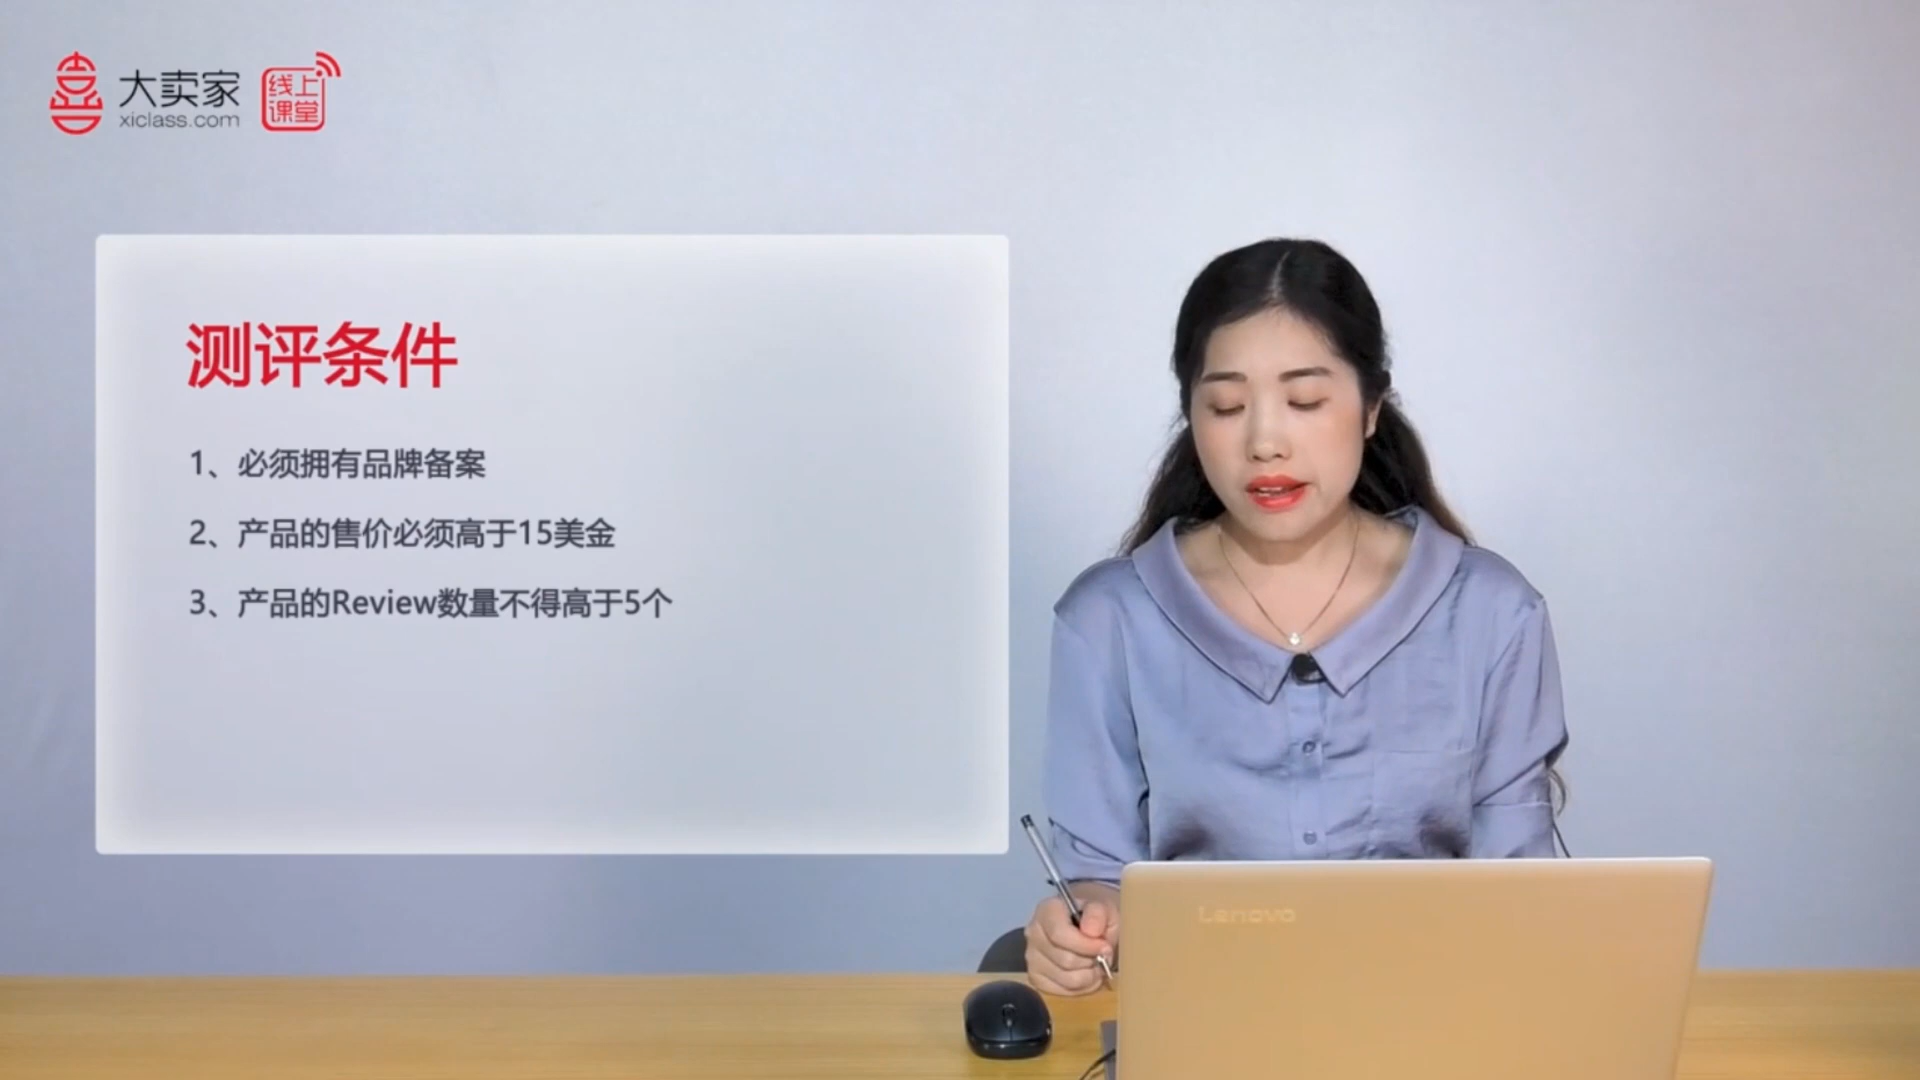 大卖家
xiclass.com
线上
课堂
测评条件
1、必须拥有品牌备案
2、产品的售价必须高于15美金
3、产品的Review数量不得高于5个
Lenovo